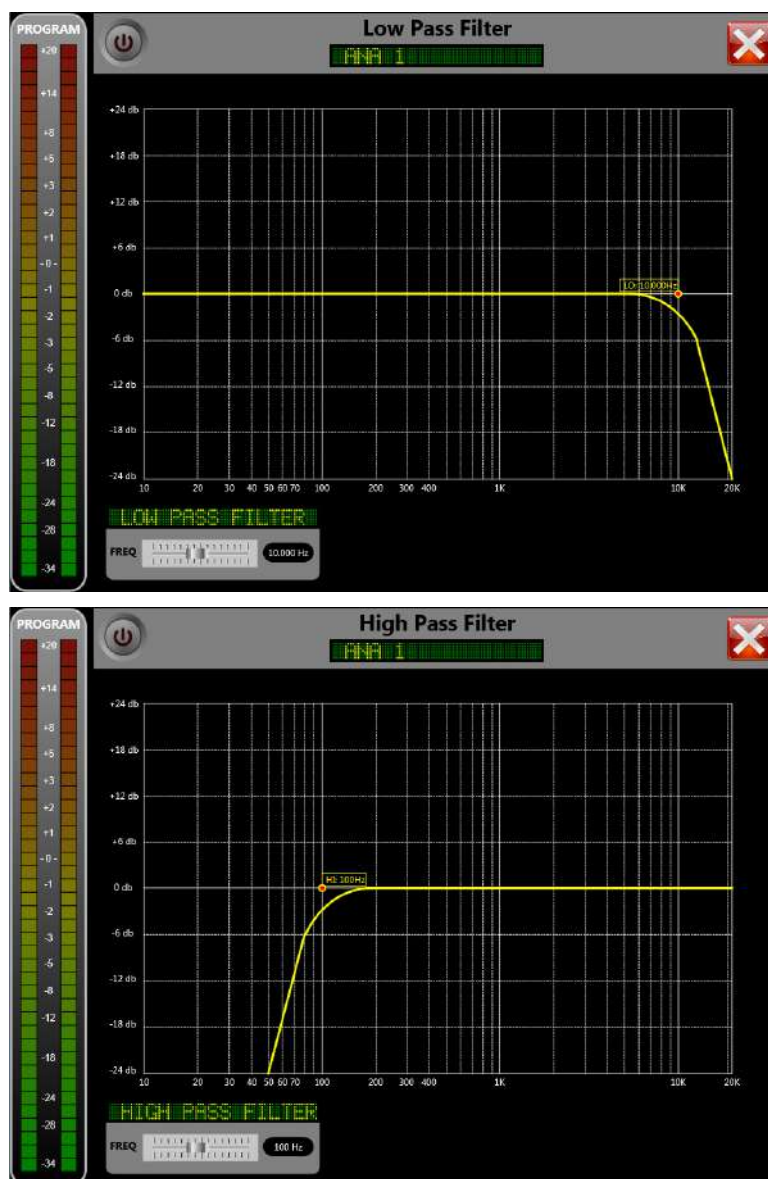 PROGRAM
Low Pass Filter
ANA 1
+20
+14
+8
+5
+3
+2
+1
-0-
-1
-2
-3
-5
-8
-12
-18
-24
-28
-34
+24 db
+18 db
+12 db
+6 db
0 db
-6 db
-12 db
-18 db
-24 db
LO: 10.000Hz
10 20 30 40 50 60 70 100 200 300 400 1K 10K 20K
LOW PASS FILTER
FREQ 10.000 Hz
PROGRAM
High Pass Filter
ANA 1
+20
+14
+8
+5
+3
+2
+1
-0-
-1
-2
-3
-5
-8
-12
-18
-24
-28
-34
+24 db
+18 db
+12 db
+6 db
0 db
-6 db
-12 db
-18 db
-24 db
HI: 100Hz
10 20 30 40 50 60 70 100 200 300 400 1K 10K 20K
HIGH PASS FILTER
FREQ 100 Hz